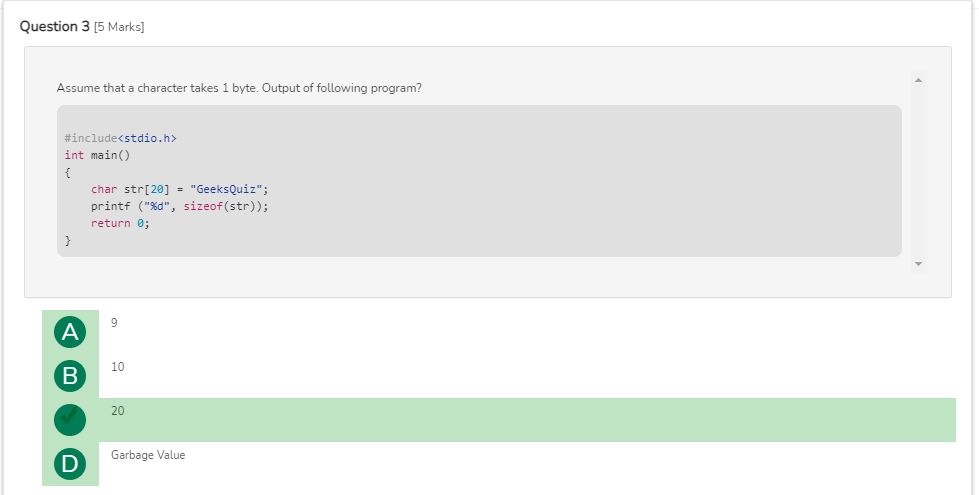 Question 3 [5 Marks]
Assume that a character takes 1 byte. Output of following program?
#include<stdio.h>
int main()
{
    char str[20] = "GeeksQuiz";
    printf ("%d", sizeof(str));
    return 0;
}
A 9
B 10
20
D Garbage Value